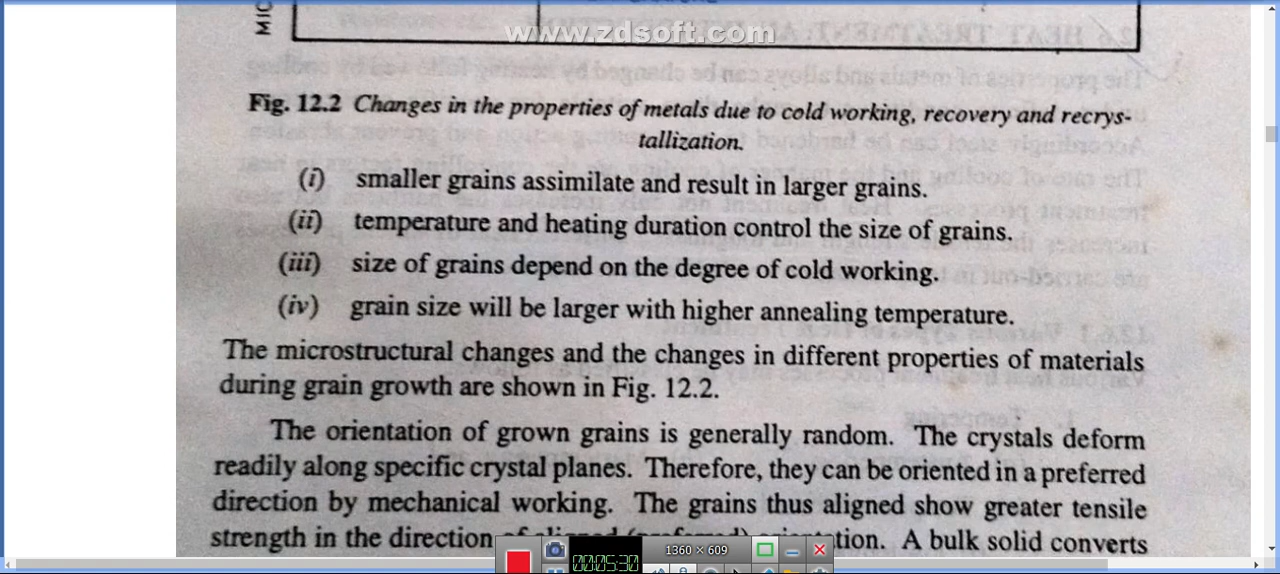 MIC
www.zdsoft.com
Fig. 12.2 Changes in the properties of metals due to cold working, recovery and recrys-
tallization.
(i) smaller grains assimilate and result in larger grains.
(ii) temperature and heating duration control the size of grains.
(iii) size of grains depend on the degree of cold working.
(iv) grain size will be larger with higher annealing temperature.
The microstructural changes and the changes in different properties of materials
during grain growth are shown in Fig. 12.2.
The orientation of grown grains is generally random. The crystals deform
readily along specific crystal planes. Therefore, they can be oriented in a preferred
direction by mechanical working. The grains thus aligned show greater tensile
strength in the direction A bulk solid converts
1360 × 609
00:05:30